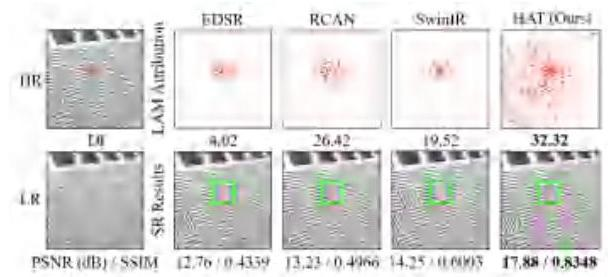 EDSR RCAN SwinIR HAT (Ours)
HR
LAM Attribution
DI 4.02 26.42 19.52 32.32
LR
SR Results
PSNR (dB) / SSIM 12.76 / 0.4339 13.23 / 0.4966 14.25 / 0.6093 17.88 / 0.8348